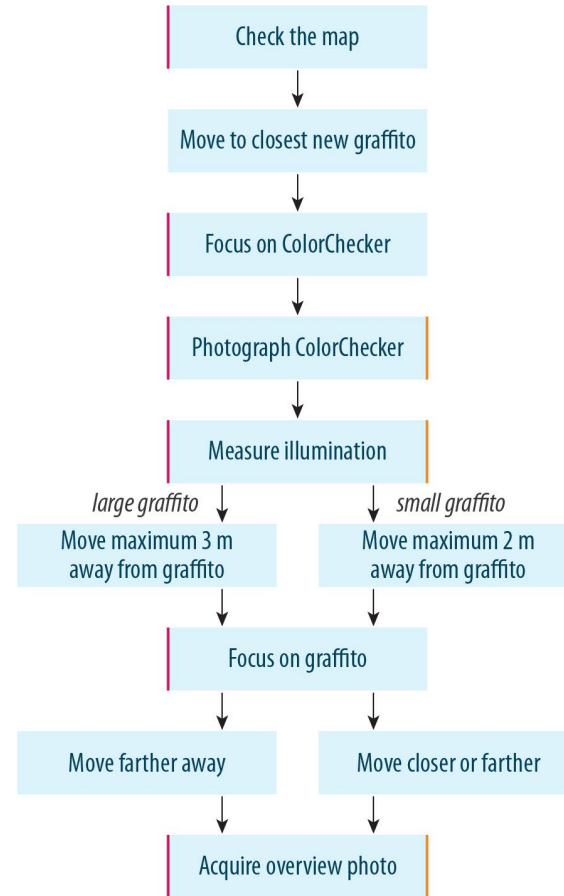 Check the map
Move to closest new graffito
Focus on ColorChecker
Photograph ColorChecker
Measure illumination
large graffito
small graffito
Move maximum 3 m
away from graffito
Move maximum 2 m
away from graffito
Focus on graffito
Move farther away
Move closer or farther
Acquire overview photo